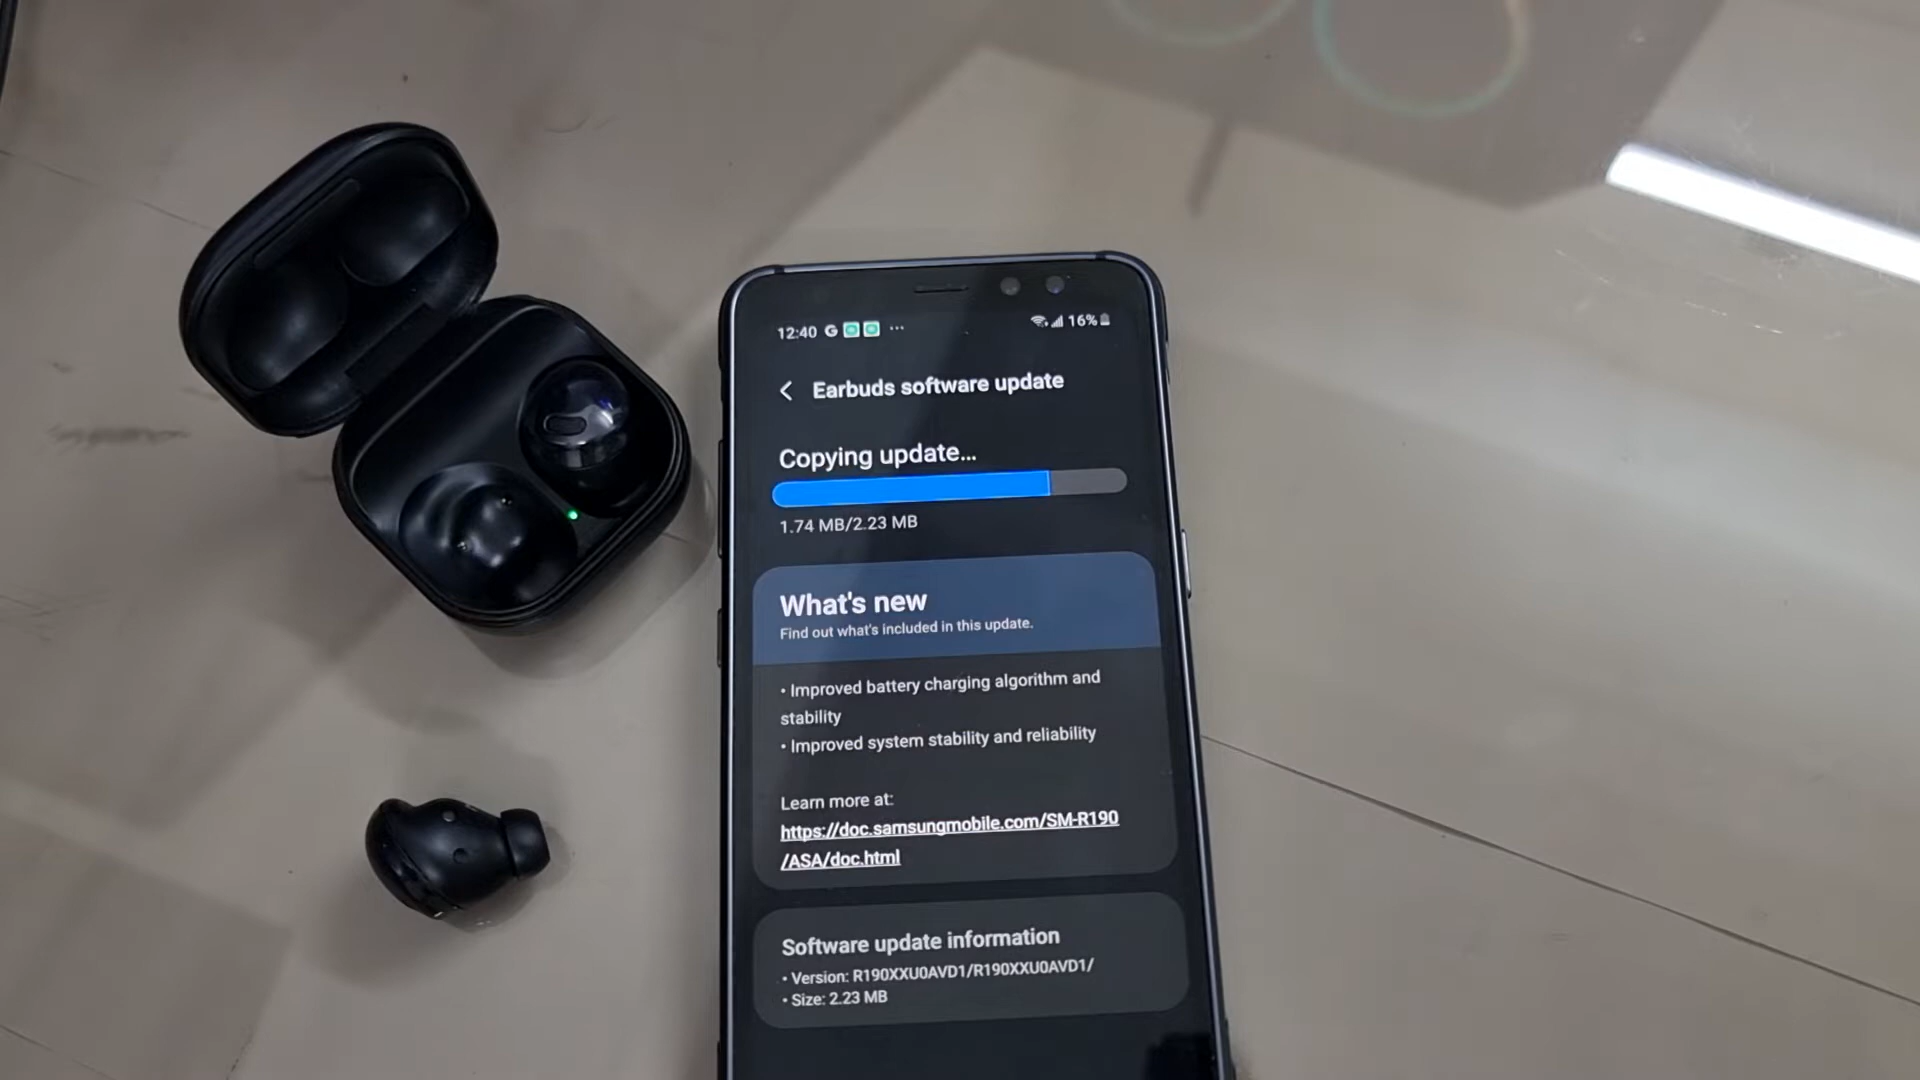 12:40 G ... 16%
Earbuds software update
Copying update...
1.74 MB/2.23 MB
What's new
Find out what's included in this update.
• Improved battery charging algorithm and
stability
• Improved system stability and reliability
Learn more at:
https://doc.samsungmobile.com/SM-R190
/ASA/doc.html
Software update information
• Version: R190XXU0AVD1/R190XXU0AVD1/
• Size: 2.23 MB